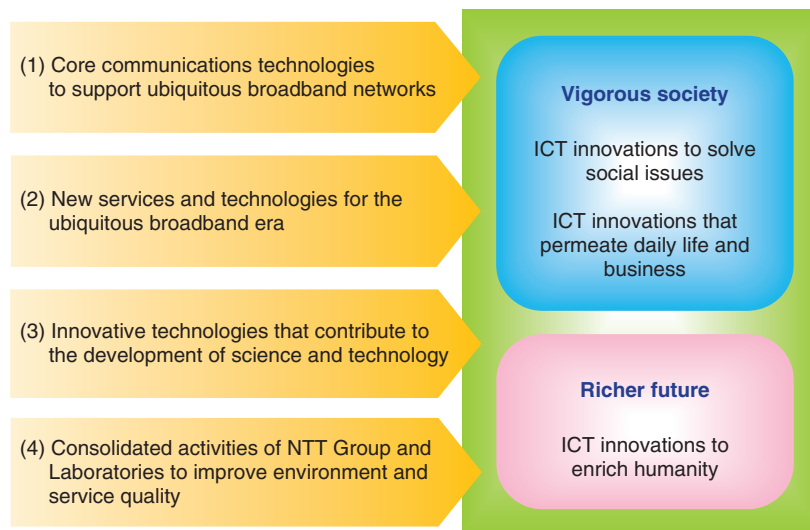 (1) Core communications technologies
to support ubiquitous broadband networks
(2) New services and technologies for the
ubiquitous broadband era
(3) Innovative technologies that contribute to
the development of science and technology
(4) Consolidated activities of NTT Group and
Laboratories to improve environment and
service quality
Vigorous society
ICT innovations to solve
social issues
ICT innovations that
permeate daily life and
business
Richer future
ICT innovations to
enrich humanity